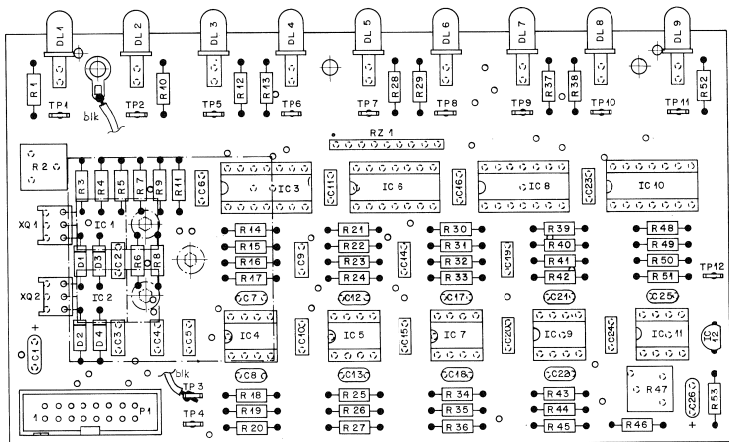 DL1 DL2 DL3 DL4 DL5 DL6 DL7 DL8 DL9
R1 R10 R12 R13 R28 R29 R37 R38 R52
TP1 TP2 TP5 TP6 TP7 TP8 TP9 TP10 TP11
blk
RZ1
R2 R3 R4 R5 R7 R9 R11 C6 IC3 C11 IC6 C16 IC8 C23 IC10
XQ1 IC1
R14 R21 R30 R39 R48
R15 R22 R31 R40 R49
D1 D3 C2 R6 R8 R16 C9 R23 C14 R32 C19 R41 R50
R17 R24 R33 R42 R51 TP12
XQ2 IC2 C7 C12 C17 C21 C25
+ D2 D4 C3 C4 C5 IC4 C10 IC5 C15 IC7 C20 IC9 C24 IC11 IC12
C1
blk C8 C13 C18 C22 R47
TP3 R18 R25 R34 R43 C26 R53
1 P1 TP4 R19 R26 R35 R44
R20 R27 R36 R45 R46 +